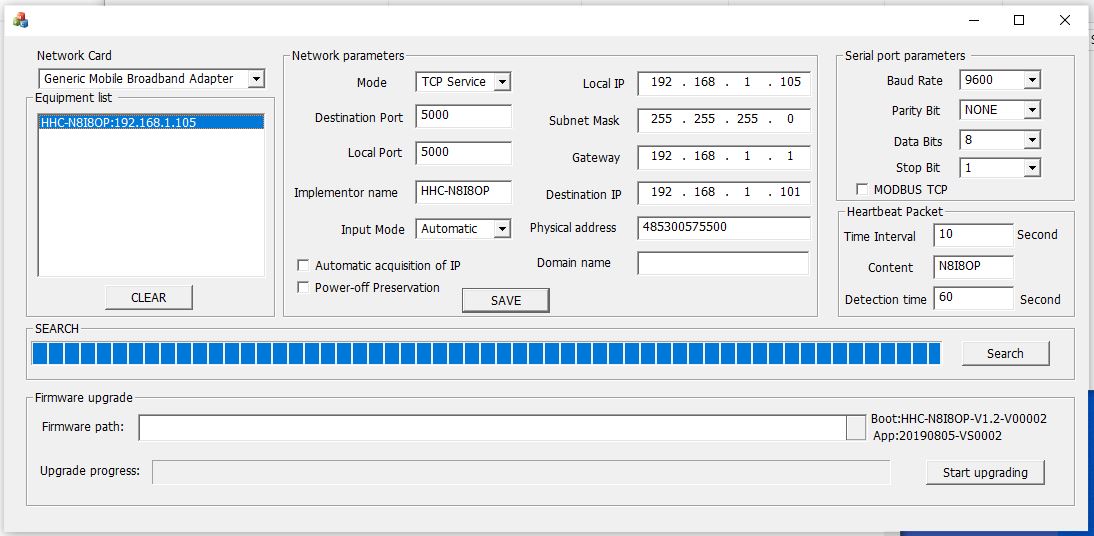 Network Card
Generic Mobile Broadband Adapter
Equipment list
HHC-N8I8OP:192.168.1.105
CLEAR
Network parameters
Mode TCP Service
Destination Port 5000
Local Port 5000
Implementor name HHC-N8I8OP
Input Mode Automatic
Automatic acquisition of IP
Power-off Preservation
Local IP 192 . 168 . 1 . 105
Subnet Mask 255 . 255 . 255 . 0
Gateway 192 . 168 . 1 . 1
Destination IP 192 . 168 . 1 . 101
Physical address 485300575500
Domain name
SAVE
Serial port parameters
Baud Rate 9600
Parity Bit NONE
Data Bits 8
Stop Bit 1
MODBUS TCP
Heartbeat Packet
Time Interval 10 Second
Content N8I8OP
Detection time 60 Second
SEARCH
Search
Firmware upgrade
Firmware path:
Boot:HHC-N8I8OP-V1.2-V00002
App:20190805-VS0002
Upgrade progress:
Start upgrading